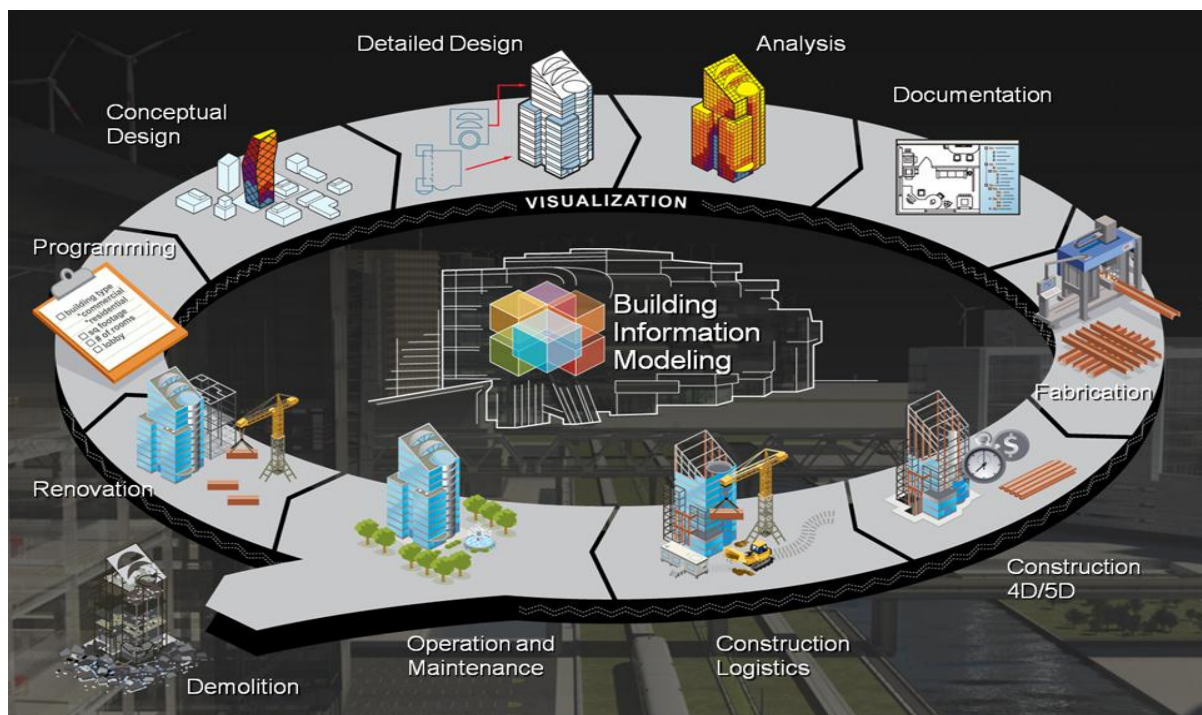 Detailed Design
Analysis
Conceptual
Design
Documentation
VISUALIZATION
Programming
building type
*commercial
*residential
sq footage
# of rooms
lobby
Building
Information
Modeling
Fabrication
$
Renovation
Construction
4D/5D
Operation and
Maintenance
Construction
Logistics
Demolition